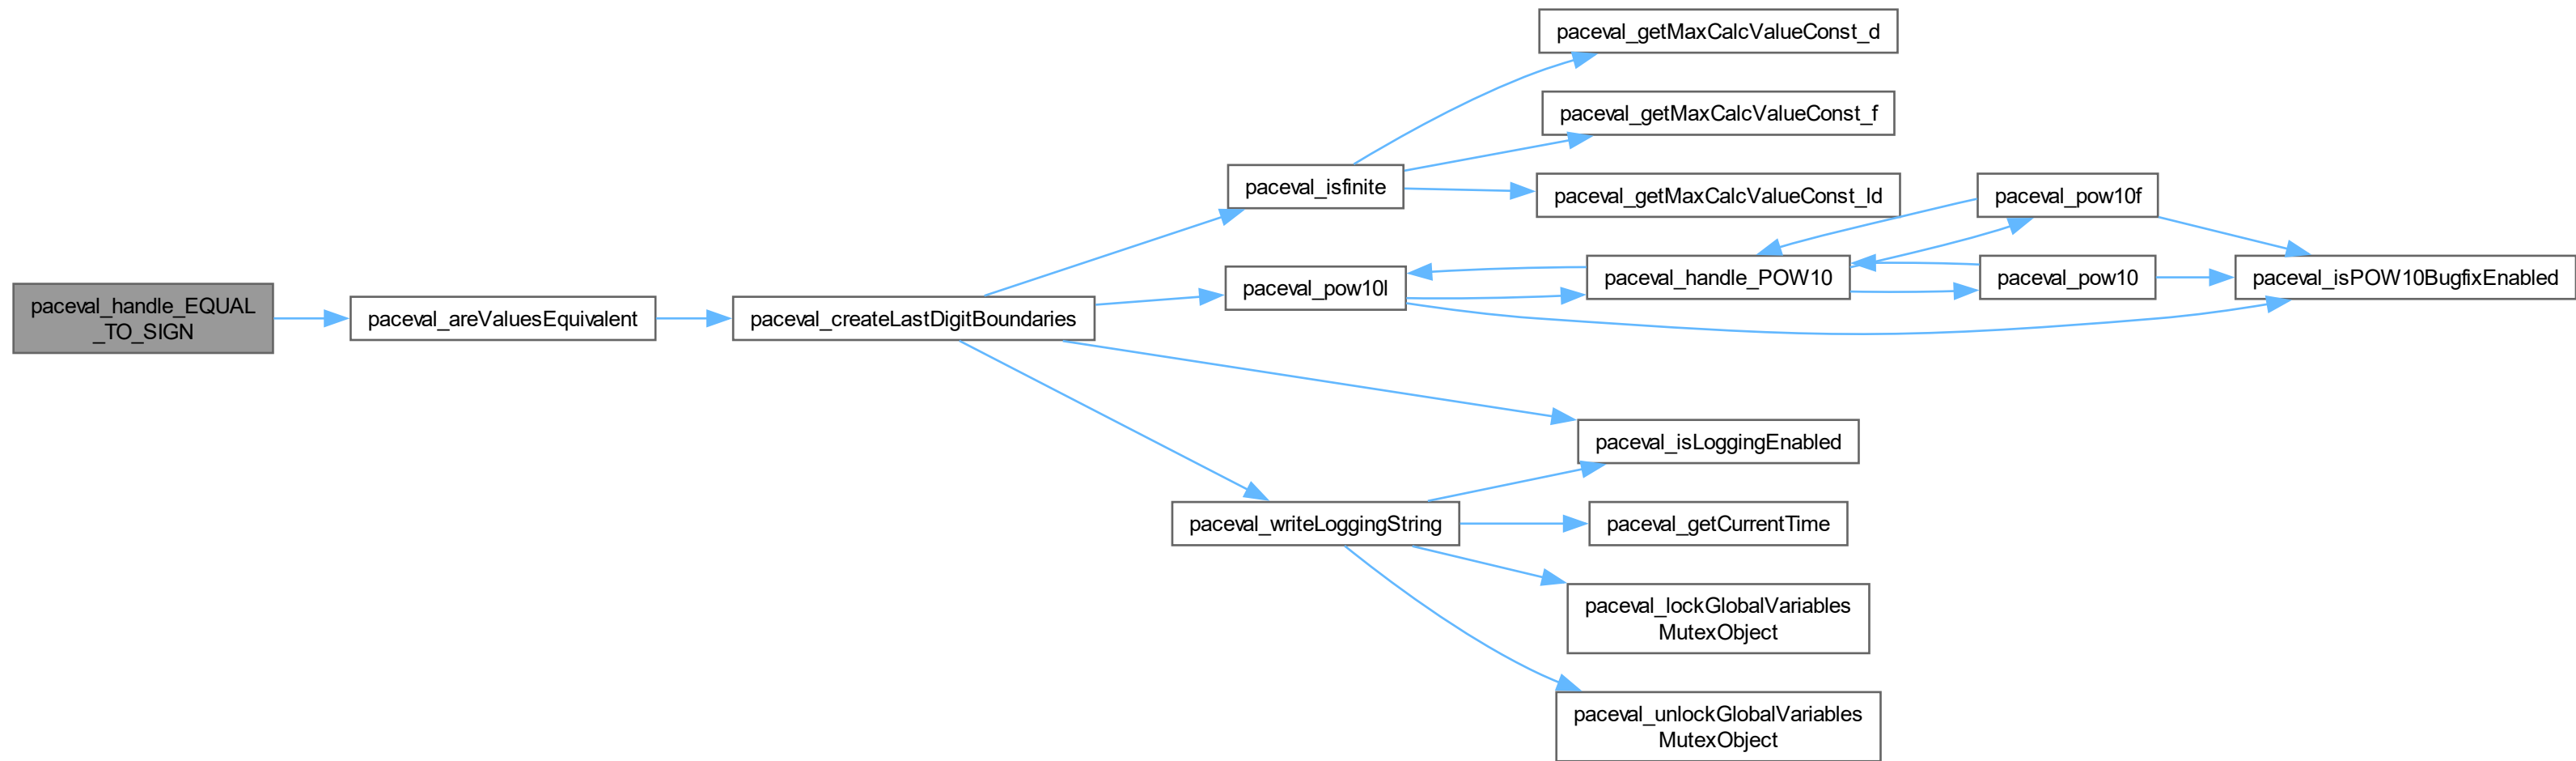 paceval_getMaxCalcValueConst_d
paceval_getMaxCalcValueConst_f
paceval_isfinite
paceval_getMaxCalcValueConst_ld
paceval_pow10f
paceval_handle_EQUAL
_TO_SIGN
paceval_areValuesEquivalent
paceval_createLastDigitBoundaries
paceval_pow10l
paceval_handle_POW10
paceval_pow10
paceval_isPOW10BugfixEnabled
paceval_isLoggingEnabled
paceval_writeLoggingString
paceval_getCurrentTime
paceval_lockGlobalVariables
MutexObject
paceval_unlockGlobalVariables
MutexObject